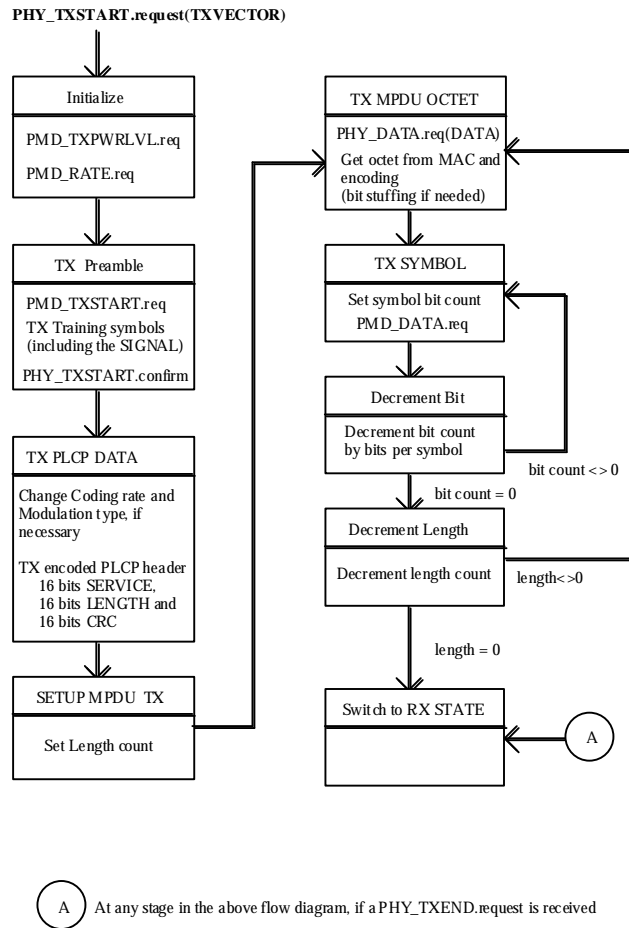 PHY_TXSTART.request(TXVECTOR)
Initialize
PMD_TXPWRLVL.req
PMD_RATE.req
TX Preamble
PMD_TXSTART.req
TX Training symbols
(including the SIGNAL)
PHY_TXSTART.confirm
TX PLCP DATA
Change Coding rate and
Modulation type, if
necessary
TX encoded PLCP header
16 bits SERVICE,
16 bits LENGTH and
16 bits CRC
SETUP MPDU TX
Set Length count
TX MPDU OCTET
PHY_DATA.req(DATA)
Get octet from MAC and
encoding
(bit stuffing if needed)
TX SYMBOL
Set symbol bit count
PMD_DATA.req
Decrement Bit
Decrement bit count
by bits per symbol
bit count <> 0
bit count = 0
Decrement Length
Decrement length count
length<>0
length = 0
Switch to RX STATE
A
A
At any stage in the above flow diagram, if a PHY_TXEND.request is received